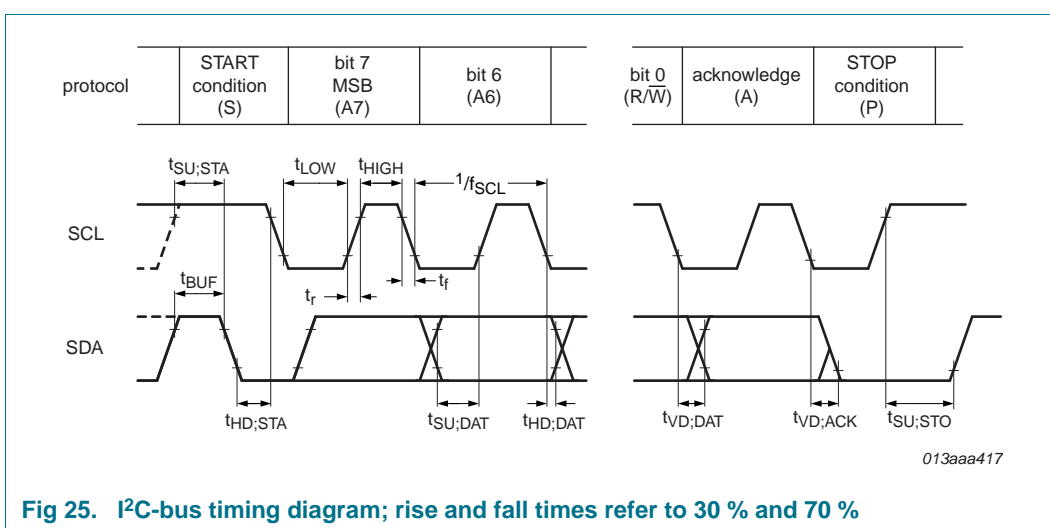 protocol
START condition (S)
bit 7 MSB (A7)
bit 6 (A6)
bit 0 (R/W̅)
acknowledge (A)
STOP condition (P)
tSU;STA
tLOW
tHIGH
1/fSCL
SCL
tBUF
tr
tf
SDA
tHD;STA
tSU;DAT
tHD;DAT
tVD;DAT
tVD;ACK
tSU;STO
013aaa417
Fig 25. I²C-bus timing diagram; rise and fall times refer to 30 % and 70 %